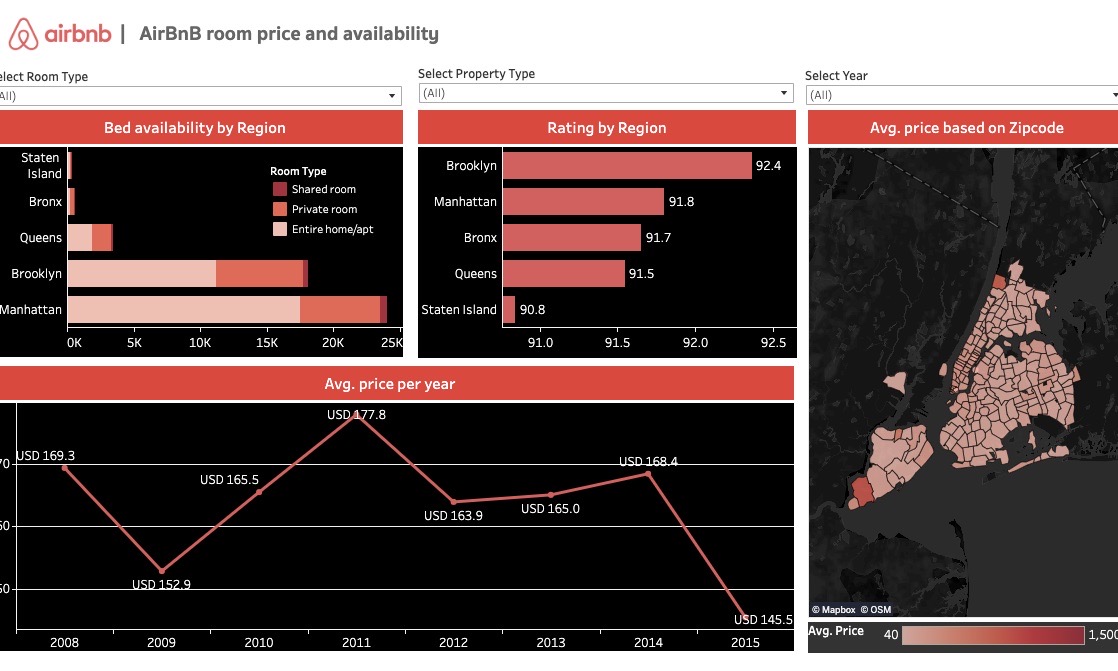 airbnb | AirBnB room price and availability
elect Room Type
All)
Select Property Type
(All)
Select Year
(All)
Bed availability by Region
Staten
Island
Bronx
Queens
Brooklyn
Manhattan
Room Type
Shared room
Private room
Entire home/apt
0K 5K 10K 15K 20K 25K
Rating by Region
Brooklyn 92.4
Manhattan 91.8
Bronx 91.7
Queens 91.5
Staten Island 90.8
91.0 91.5 92.0 92.5
Avg. price based on Zipcode
© Mapbox © OSM
Avg. Price 40 1,500
Avg. price per year
70
60
50
USD 169.3
USD 152.9
USD 165.5
USD 177.8
USD 163.9
USD 165.0
USD 168.4
USD 145.5
2008 2009 2010 2011 2012 2013 2014 2015